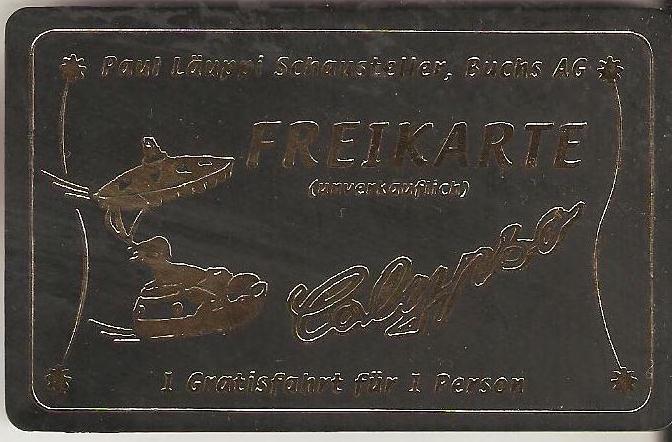 Paul Läuppi Schausteller, Buchs AG
FREIKARTE
(unverkäuflich)
Calypso
1 Gratisfahrt für 1 Person